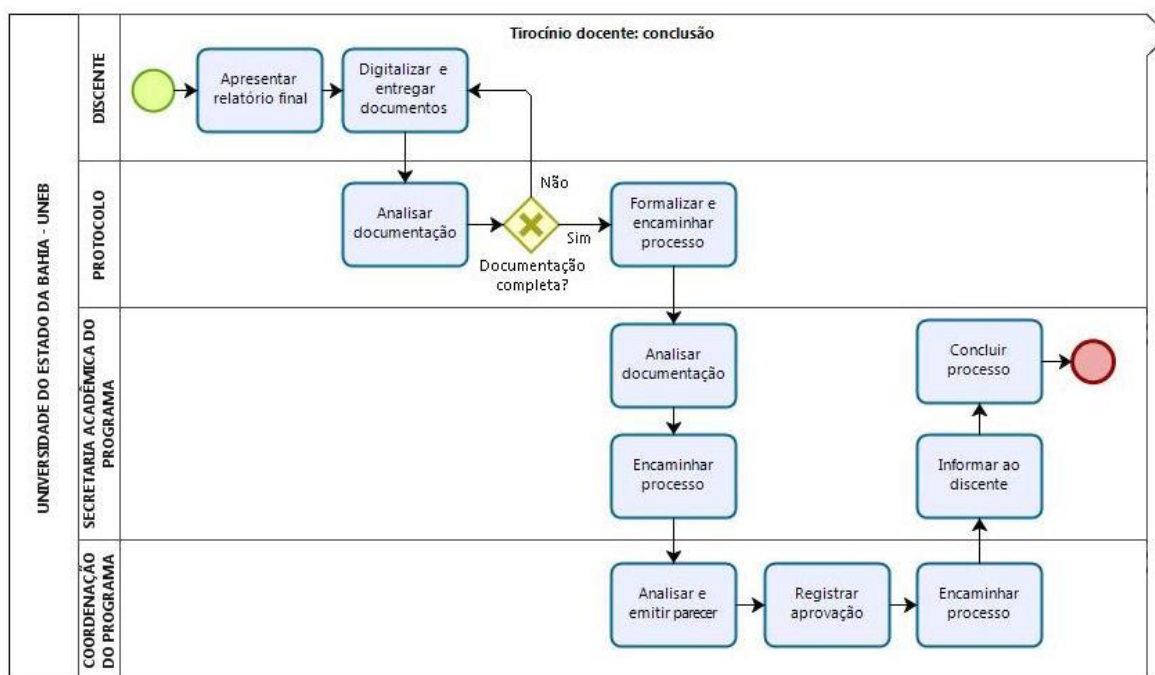 Tirocínio docente: conclusão
UNIVERSIDADE DO ESTADO DA BAHIA - UNEB
DISCENTE
Apresentar
relatório final
Digitalizar e
entregar
documentos
PROTOCOLO
Analisar
documentação
Não
Sim
Documentação
completa?
Formalizar e
encaminhar
processo
SECRETARIA ACADÊMICA DO
PROGRAMA
Analisar
documentação
Encaminhar
processo
Concluir
processo
Informar ao
discente
COORDENAÇÃO
DO PROGRAMA
Analisar e
emitir parecer
Registrar
aprovação
Encaminhar
processo